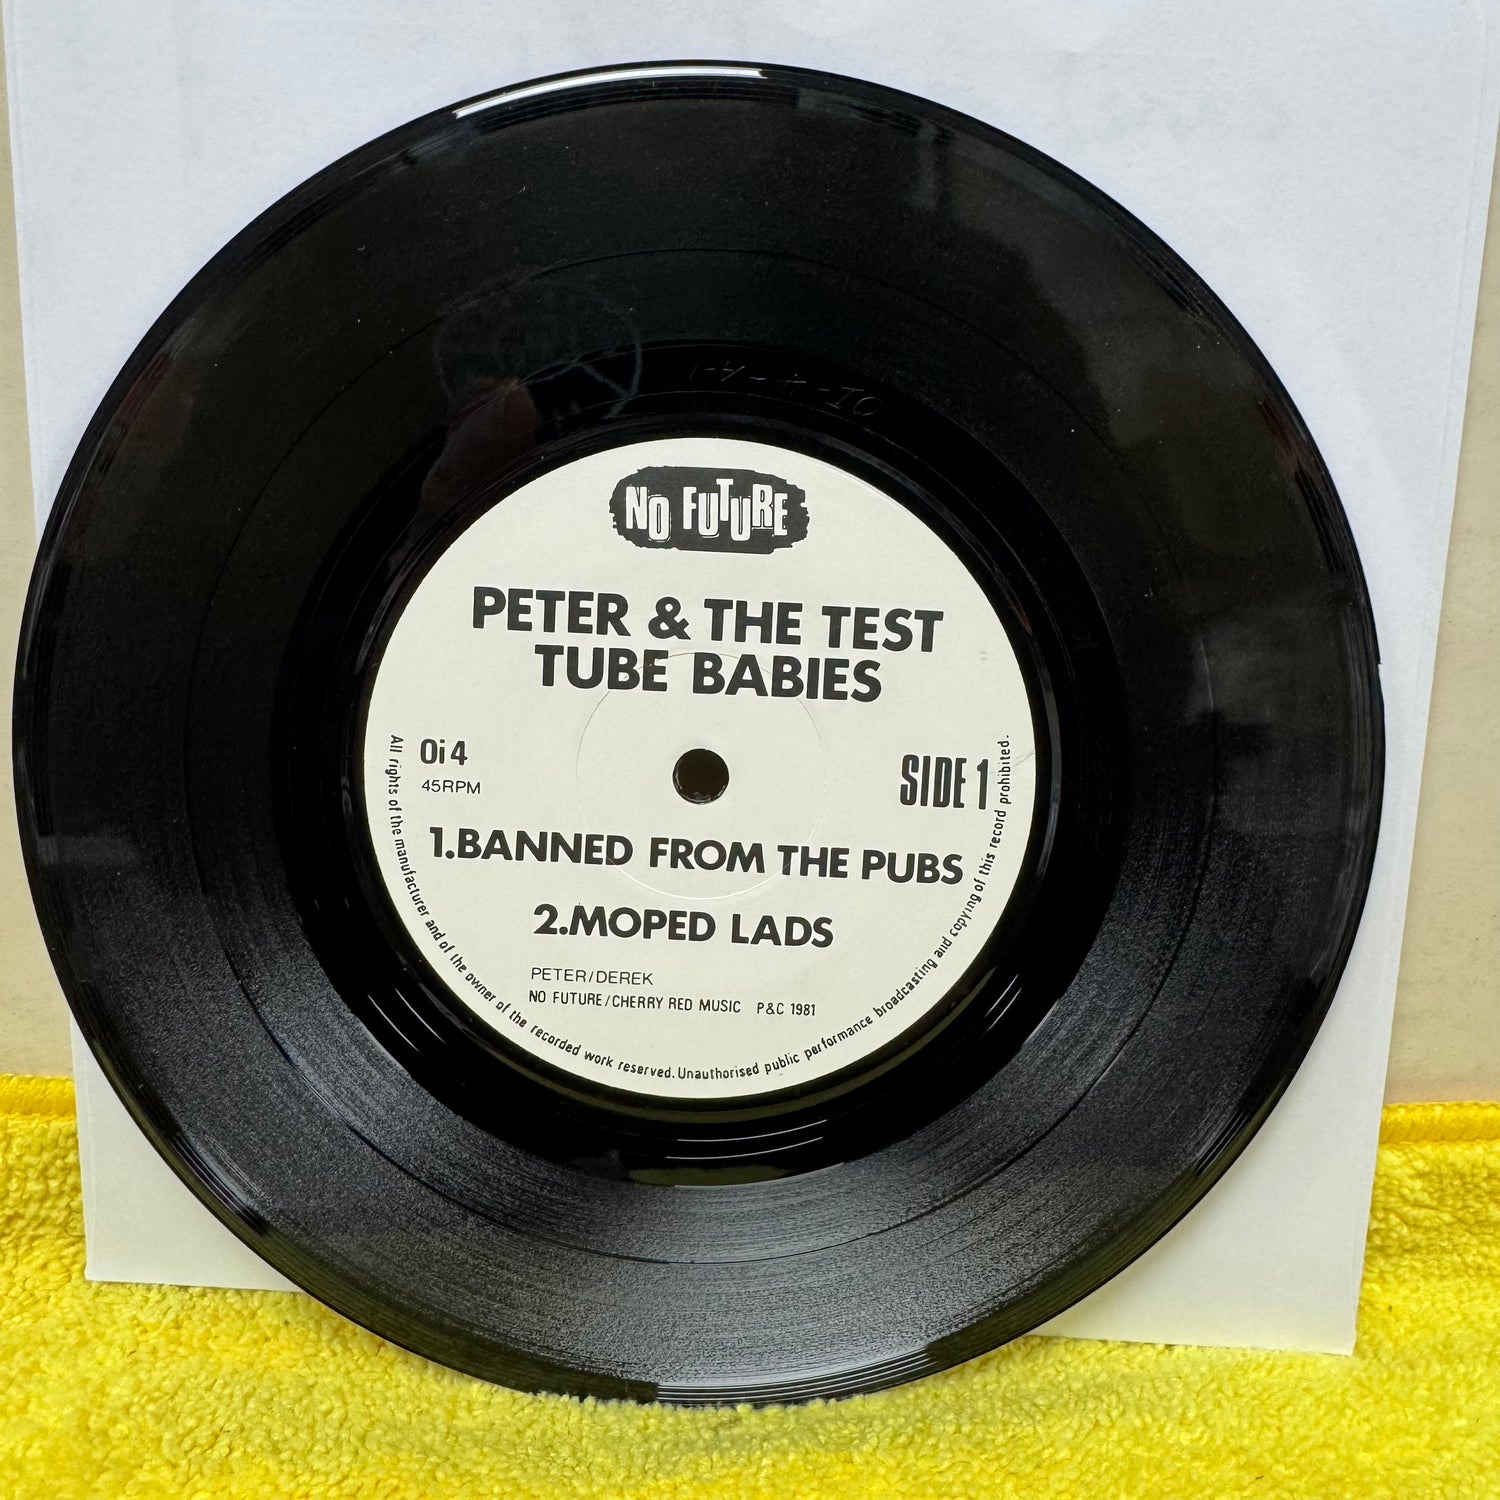 NO FUTURE
PETER & THE TEST
TUBE BABIES
Oi 4
45RPM
SIDE 1
1.BANNED FROM THE PUBS
2.MOPED LADS
PETER/DEREK
NO FUTURE/CHERRY RED MUSIC P&C 1981
All rights of the manufacturer and of the owner of the recorded work reserved. Unauthorised public performance broadcasting and copying of this record prohibited.